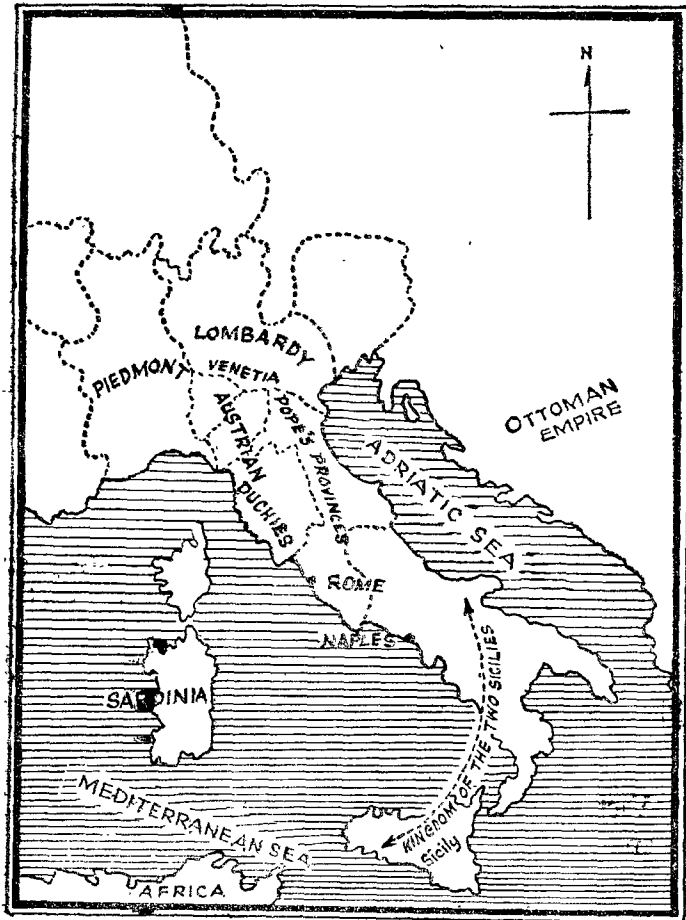 N
LOMBARDY
PIEDMONT
VENETIA
AUSTRIAN
DUCHIES
POPE'S PROVINCES
OTTOMAN
EMPIRE
ADRIATIC SEA
ROME
NAPLES
SARDINIA
KINGDOM OF THE TWO SICILIES
Sicily
MEDITERRANEAN SEA
AFRICA